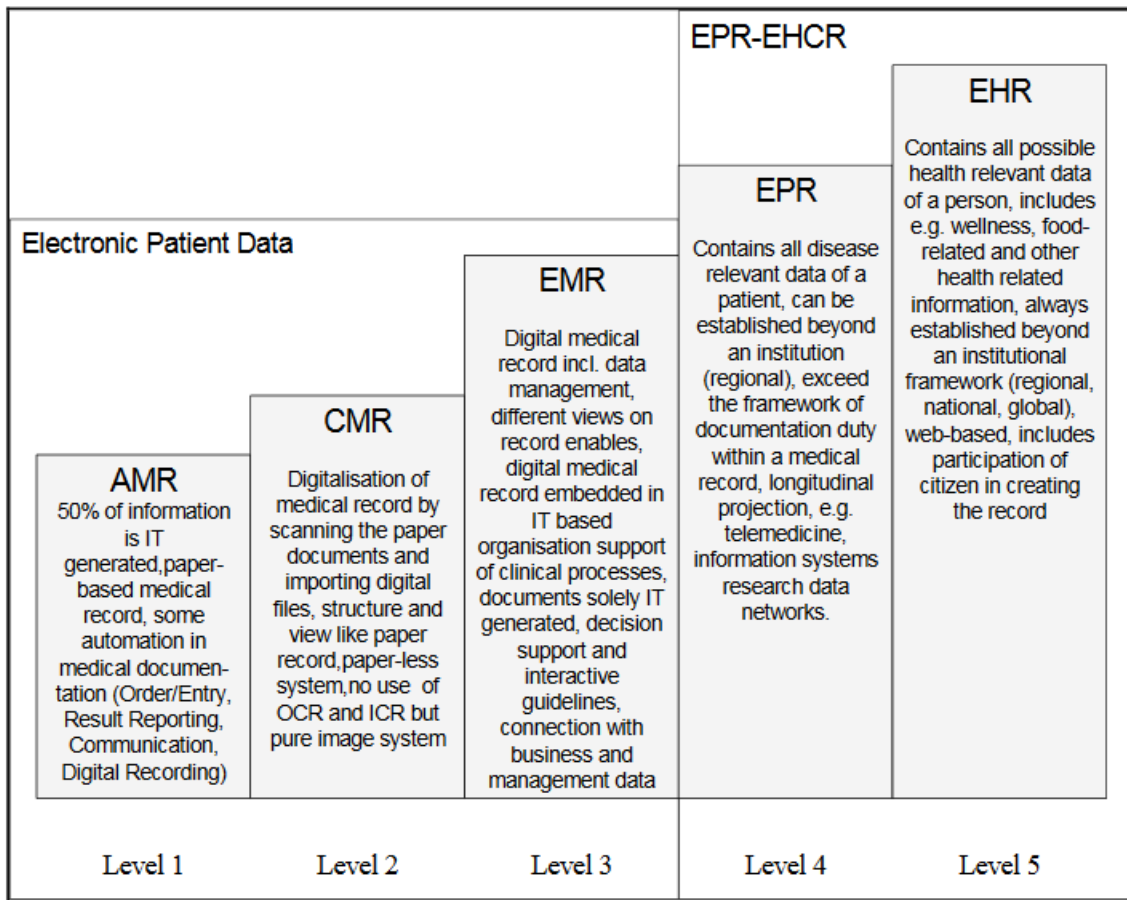 EPR-EHCR
EHR
Contains all possible
health relevant data
of a person, includes
e.g. wellness, food-
related and other
health related
information, always
established beyond
an institutional
framework (regional,
national, global),
web-based, includes
participation of
citizen in creating
the record
EPR
Contains all disease
relevant data of a
patient, can be
established beyond
an institution
(regional), exceed
the framework of
documentation duty
within a medical
record, longitudinal
projection, e.g.
telemedicine,
information systems
research data
networks.
Electronic Patient Data
EMR
Digital medical
record incl. data
management,
different views on
record enables,
digital medical
record embedded in
IT based
organisation support
of clinical processes,
documents solely IT
generated, decision
support and
interactive
guidelines,
connection with
business and
management data
CMR
Digitalisation of
medical record by
scanning the paper
documents and
importing digital
files, structure and
view like paper
record,paper-less
system,no use of
OCR and ICR but
pure image system
AMR
50% of information
is IT
generated,paper-
based medical
record, some
automation in
medical documen-
tation (Order/Entry,
Result Reporting,
Communication,
Digital Recording)
Level 1
Level 2
Level 3
Level 4
Level 5